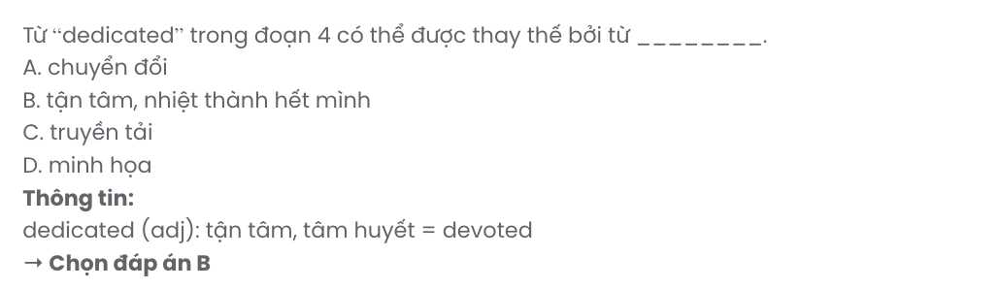 Từ “dedicated” trong đoạn 4 có thể được thay thế bởi từ ________.
A. chuyển đổi
B. tận tâm, nhiệt thành hết mình
C. truyền tải
D. minh họa
Thông tin:
dedicated (adj): tận tâm, tâm huyết = devoted
→ Chọn đáp án B